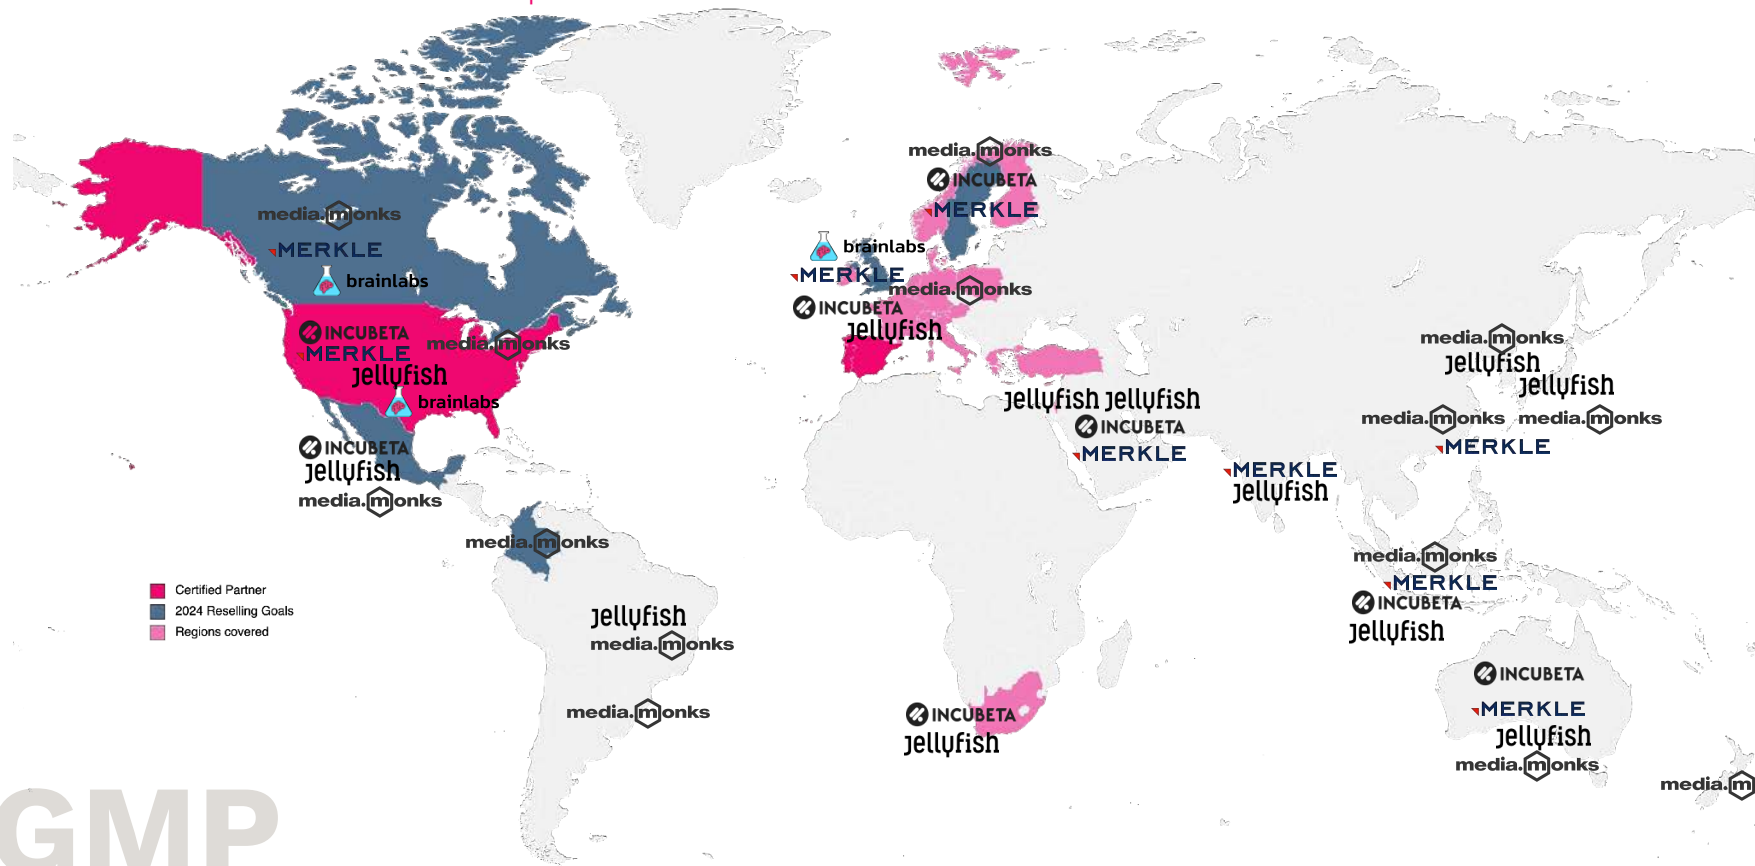 media.monks
MERKLE
brainlabs
INCUBETA
MERKLE
media.monks
Jellyfish
brainlabs
INCUBETA
Jellyfish
media.monks
media.monks
Jellyfish
media.monks
media.monks
media.monks
INCUBETA
MERKLE
brainlabs
MERKLE
media.monks
INCUBETA
Jellyfish
Jellyfish Jellyfish
INCUBETA
MERKLE
MERKLE
Jellyfish
media.monks
Jellyfish
Jellyfish
media.monks media.monks
MERKLE
media.monks
MERKLE
INCUBETA
Jellyfish
INCUBETA
Jellyfish
INCUBETA
MERKLE
Jellyfish
media.monks
media.m
Certified Partner
2024 Reselling Goals
Regions covered
GMP